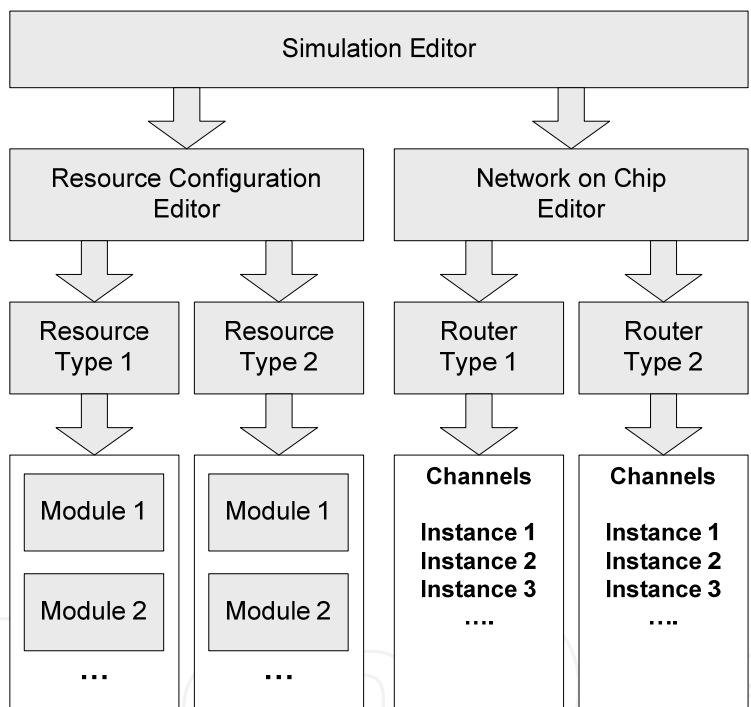 Simulation Editor
Resource Configuration
Editor
Network on Chip
Editor
Resource
Type 1
Resource
Type 2
Router
Type 1
Router
Type 2
Module 1
Module 2
...
Module 1
Module 2
...
Channels
Instance 1
Instance 2
Instance 3
....
Channels
Instance 1
Instance 2
Instance 3
....